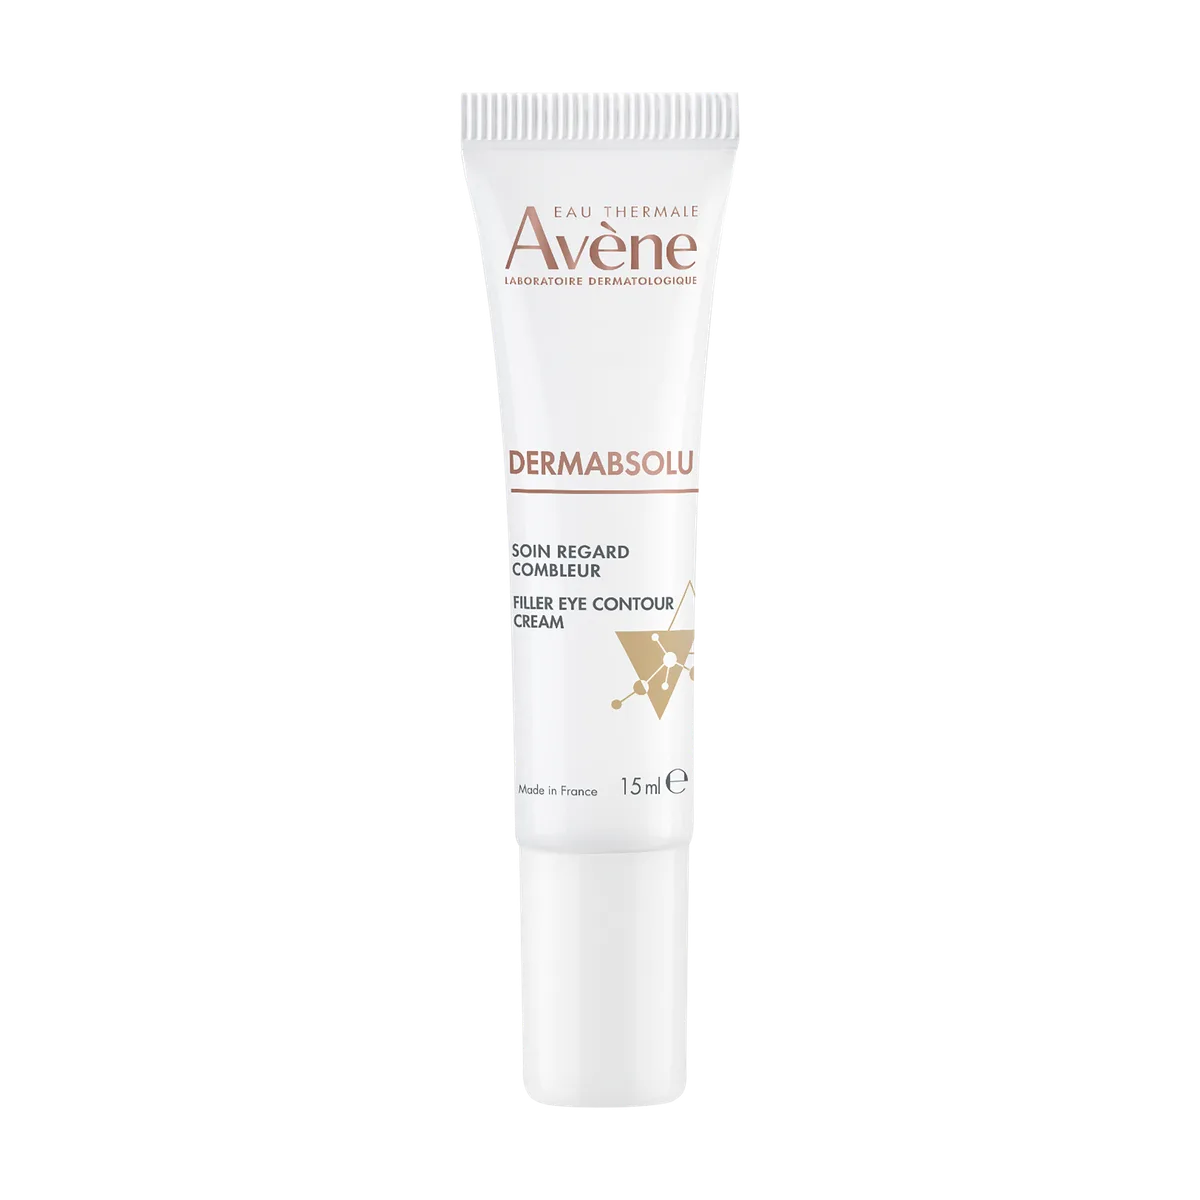 EAU THERMALE
Avène
LABORATOIRE DERMATOLOGIQUE
DERMABSOLU
SOIN REGARD
COMBLEUR
FILLER EYE CONTOUR
CREAM
Made in France 15 ml ℮